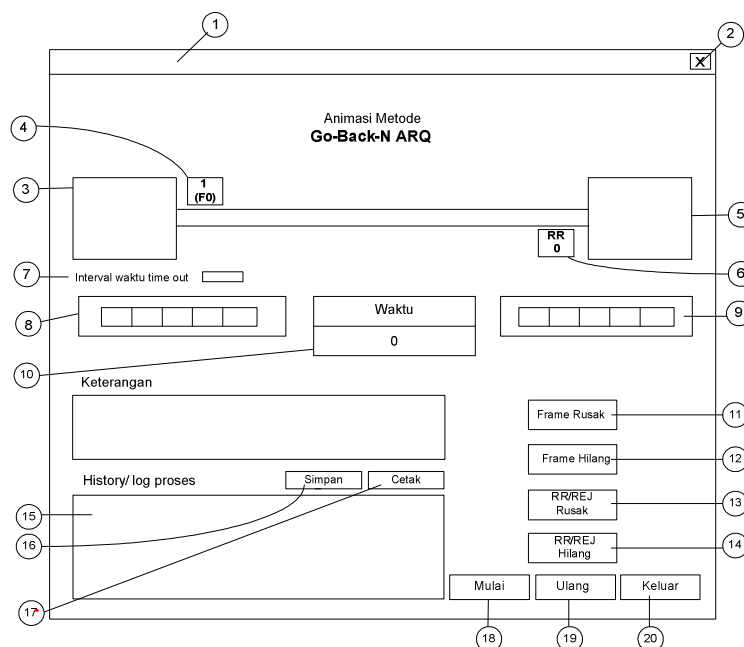 1
2
X
Animasi Metode
Go-Back-N ARQ
4
3
1
(F0)
5
RR
0
6
7
Interval waktu time out
8
Waktu
0
9
10
Keterangan
Frame Rusak
11
Frame Hilang
12
History/ log proses
Simpan
Cetak
RR/REJ
Rusak
13
15
16
RR/REJ
Hilang
14
17
Mulai
Ulang
Keluar
18
19
20